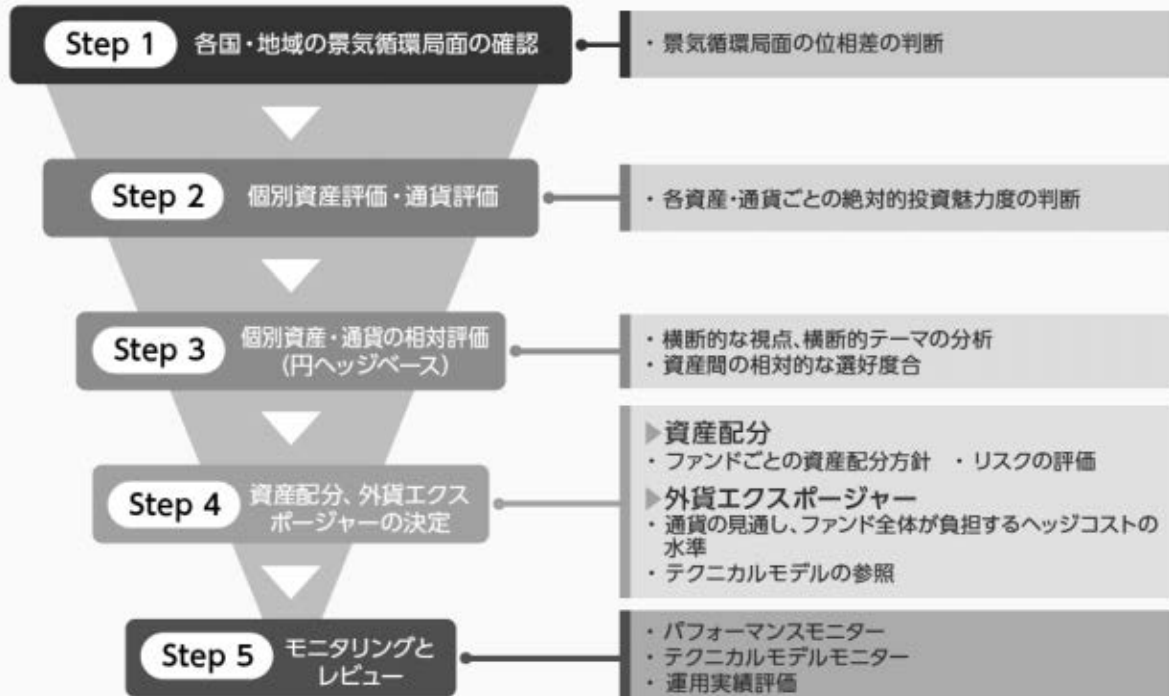 Step 1 各国・地域の景気循環局面の確認
・景気循環局面の位相差の判断
Step 2 個別資産評価・通貨評価
・各資産・通貨ごとの絶対的投資魅力度の判断
Step 3 個別資産・通貨の相対評価
(円ヘッジベース)
・横断的な視点、横断的テーマの分析
・資産間の相対的な選好度合
Step 4 資産配分、外貨エクス
ポージャーの決定
▶資産配分
・ファンドごとの資産配分方針 ・リスクの評価
▶外貨エクスポージャー
・通貨の見通し、ファンド全体が負担するヘッジコストの
水準
・テクニカルモデルの参照
Step 5 モニタリングと
レビュー
・パフォーマンスモニター
・テクニカルモデルモニター
・運用実績評価